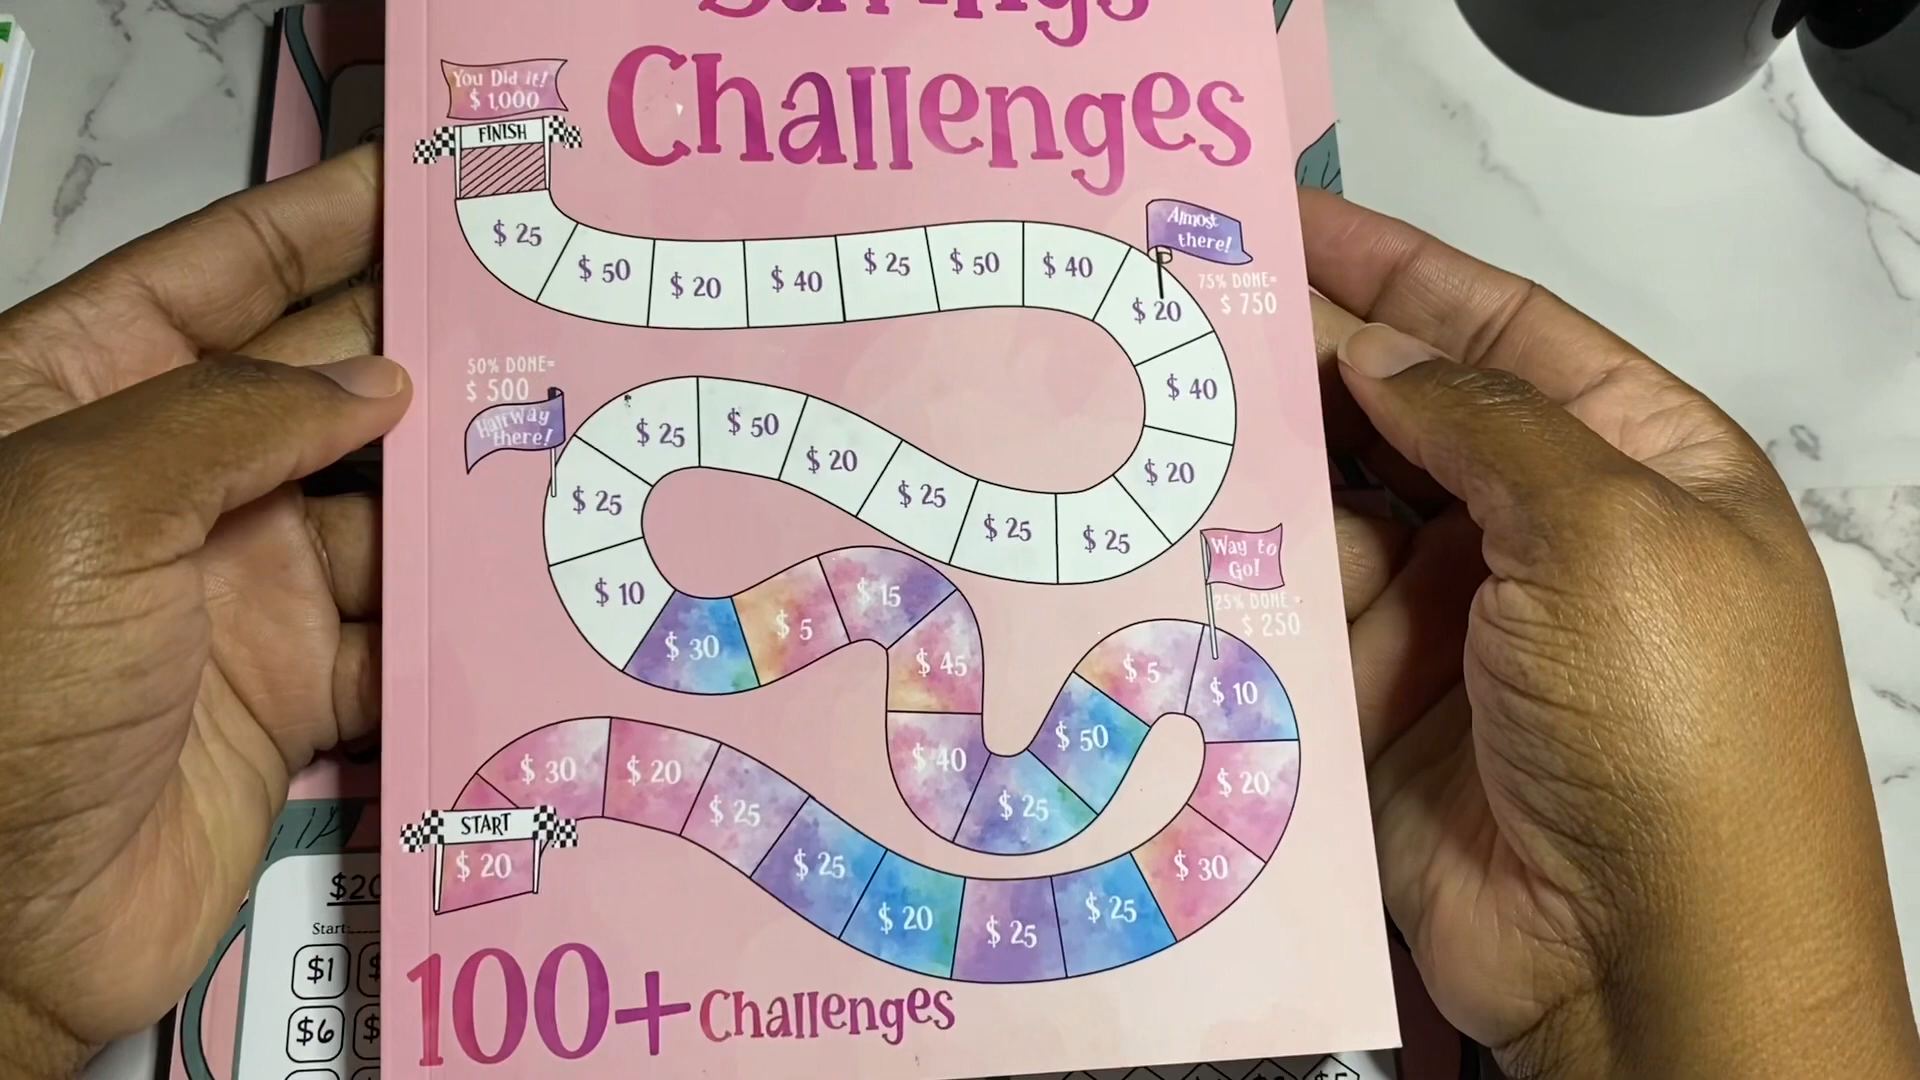 Savings
Challenges
You Did it!
$ 1,000
FINISH
$ 25
$ 50
$ 20
$ 40
$ 25
$ 50
$ 40
$ 20
Almost
there!
75% DONE=
$ 750
$ 40
$ 20
$ 25
$ 25
$ 25
$ 20
$ 50
$ 25
50% DONE=
$ 500
Halfway
there!
$ 25
$ 10
$ 30
$ 5
$ 15
$ 45
$ 40
$ 25
$ 50
$ 5
Way to
Go!
25% DONE =
$ 250
$ 10
$ 20
$ 30
$ 25
$ 25
$ 20
$ 25
$ 25
$ 20
$ 30
START
$ 20
100+ Challenges
Start:
$1
$6